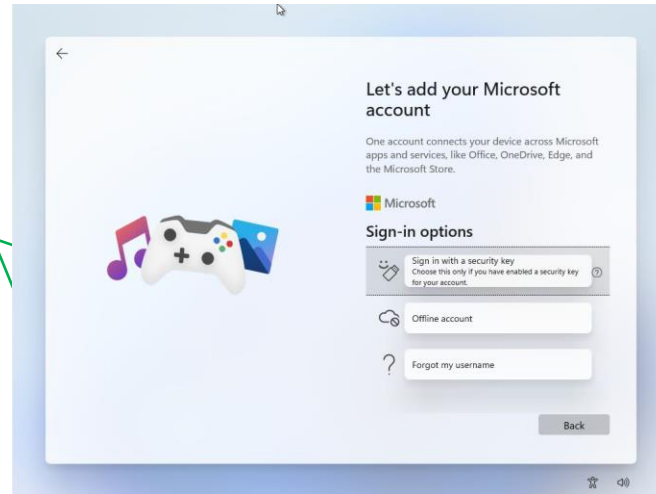 Let's add your Microsoft
account
One account connects your device across Microsoft
apps and services, like Office, OneDrive, Edge, and
the Microsoft Store.
Microsoft
Sign-in options
Sign in with a security key
Choose this only if you have enabled a security key
for your account.
Offline account
Forgot my username
Back